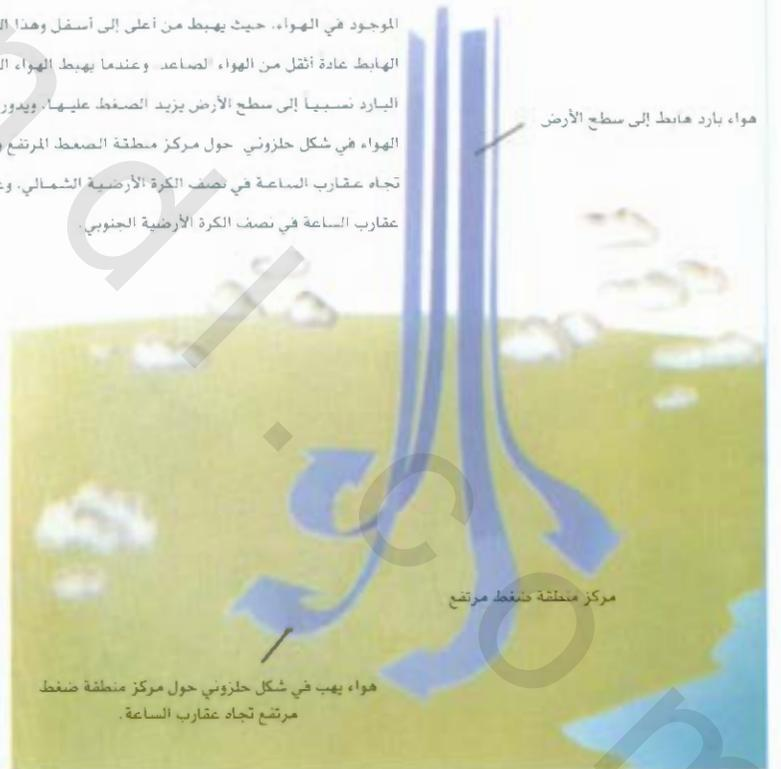 الموجود في الهواء. حيث يهبط من أعلى إلى أسفل وهذا
الهابط عادة أثقل من الهواء الصاعد وعندما يهبط الهواء
البارد نسبياً إلى سطح الأرض يزيد الضغط عليها. ويدور
الهواء في شكل حلزوني حول مركز منطقة الضغط المرتفع
تجاه عقارب الساعة في نصف الكرة الأرضية الشمالي.
عقارب الساعة في نصف الكرة الأرضية الجنوبي.
هواء بارد هابط إلى سطح الأرض
مركز منطقة ضغط مرتفع
هواء يهب في شكل حلزوني حول مركز منطقة ضغط
مرتفع تجاه عقارب الساعة.